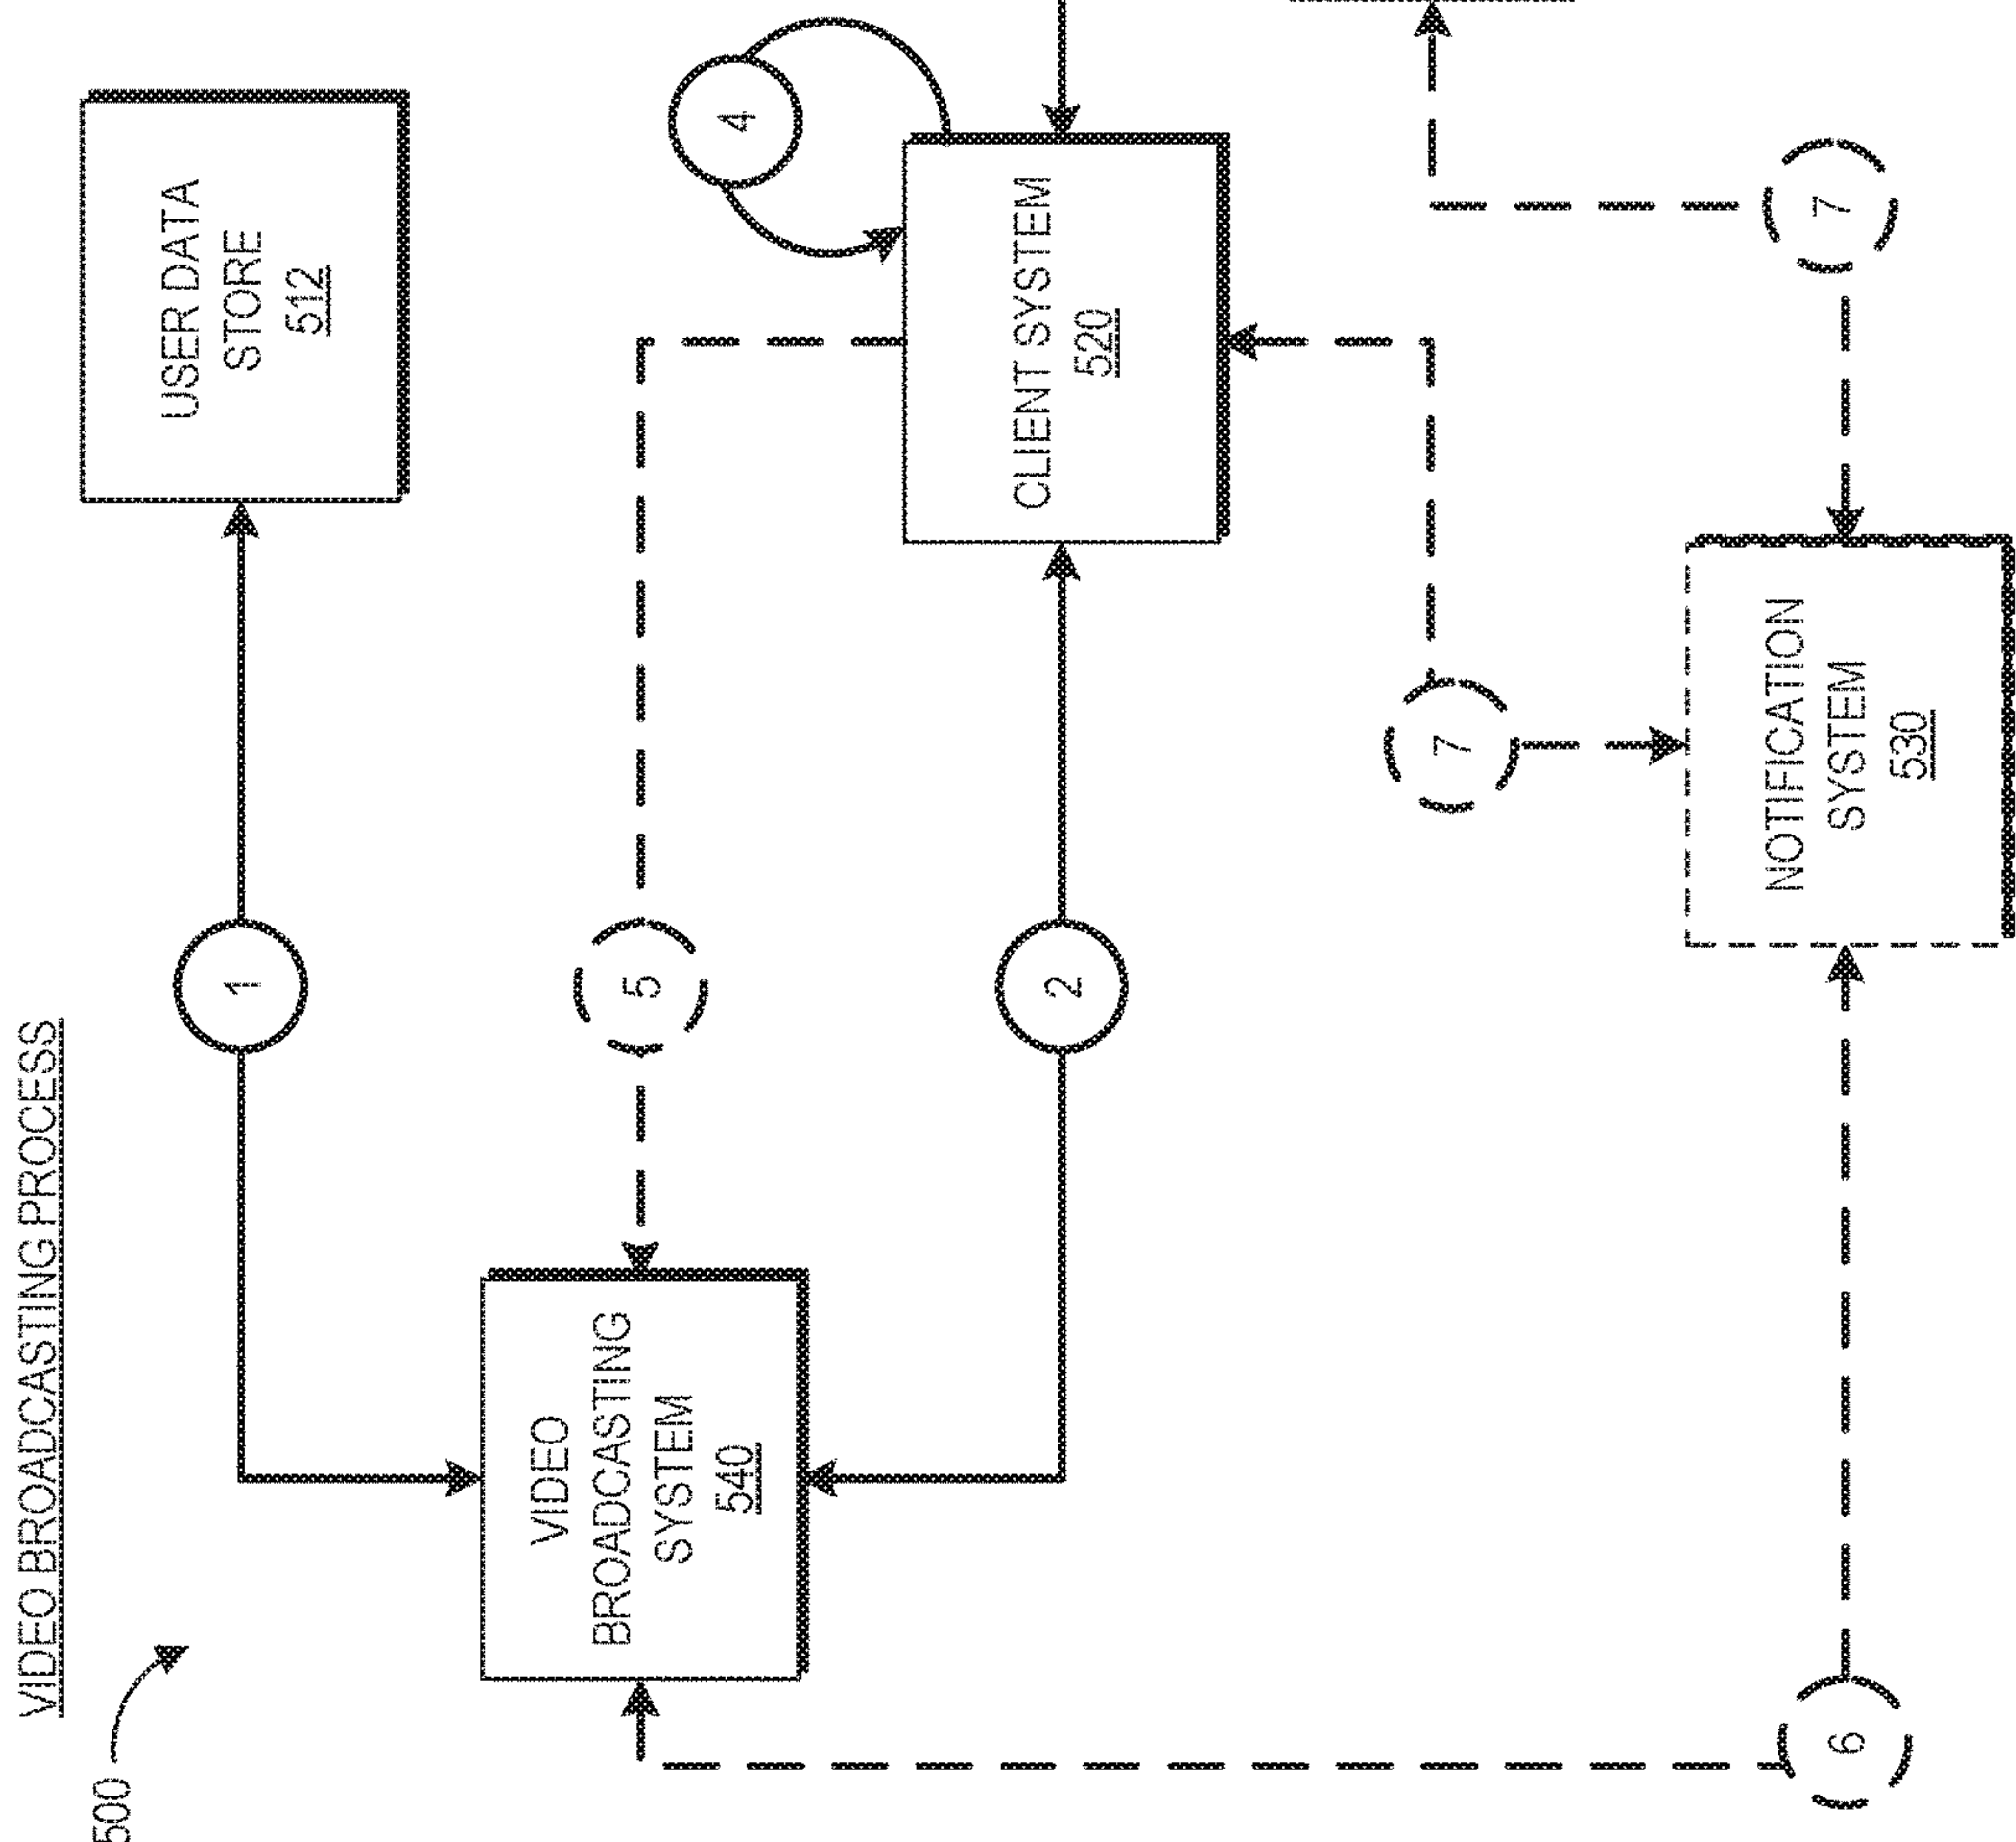 VIDEO BROADCASTING PROCESS
500
1
USER DATA
STORE
512
5
4
VIDEO
BROADCASTING
SYSTEM
540
2
CLIENT SYSTEM
520
7
7
6
NOTIFICATION
SYSTEM
530